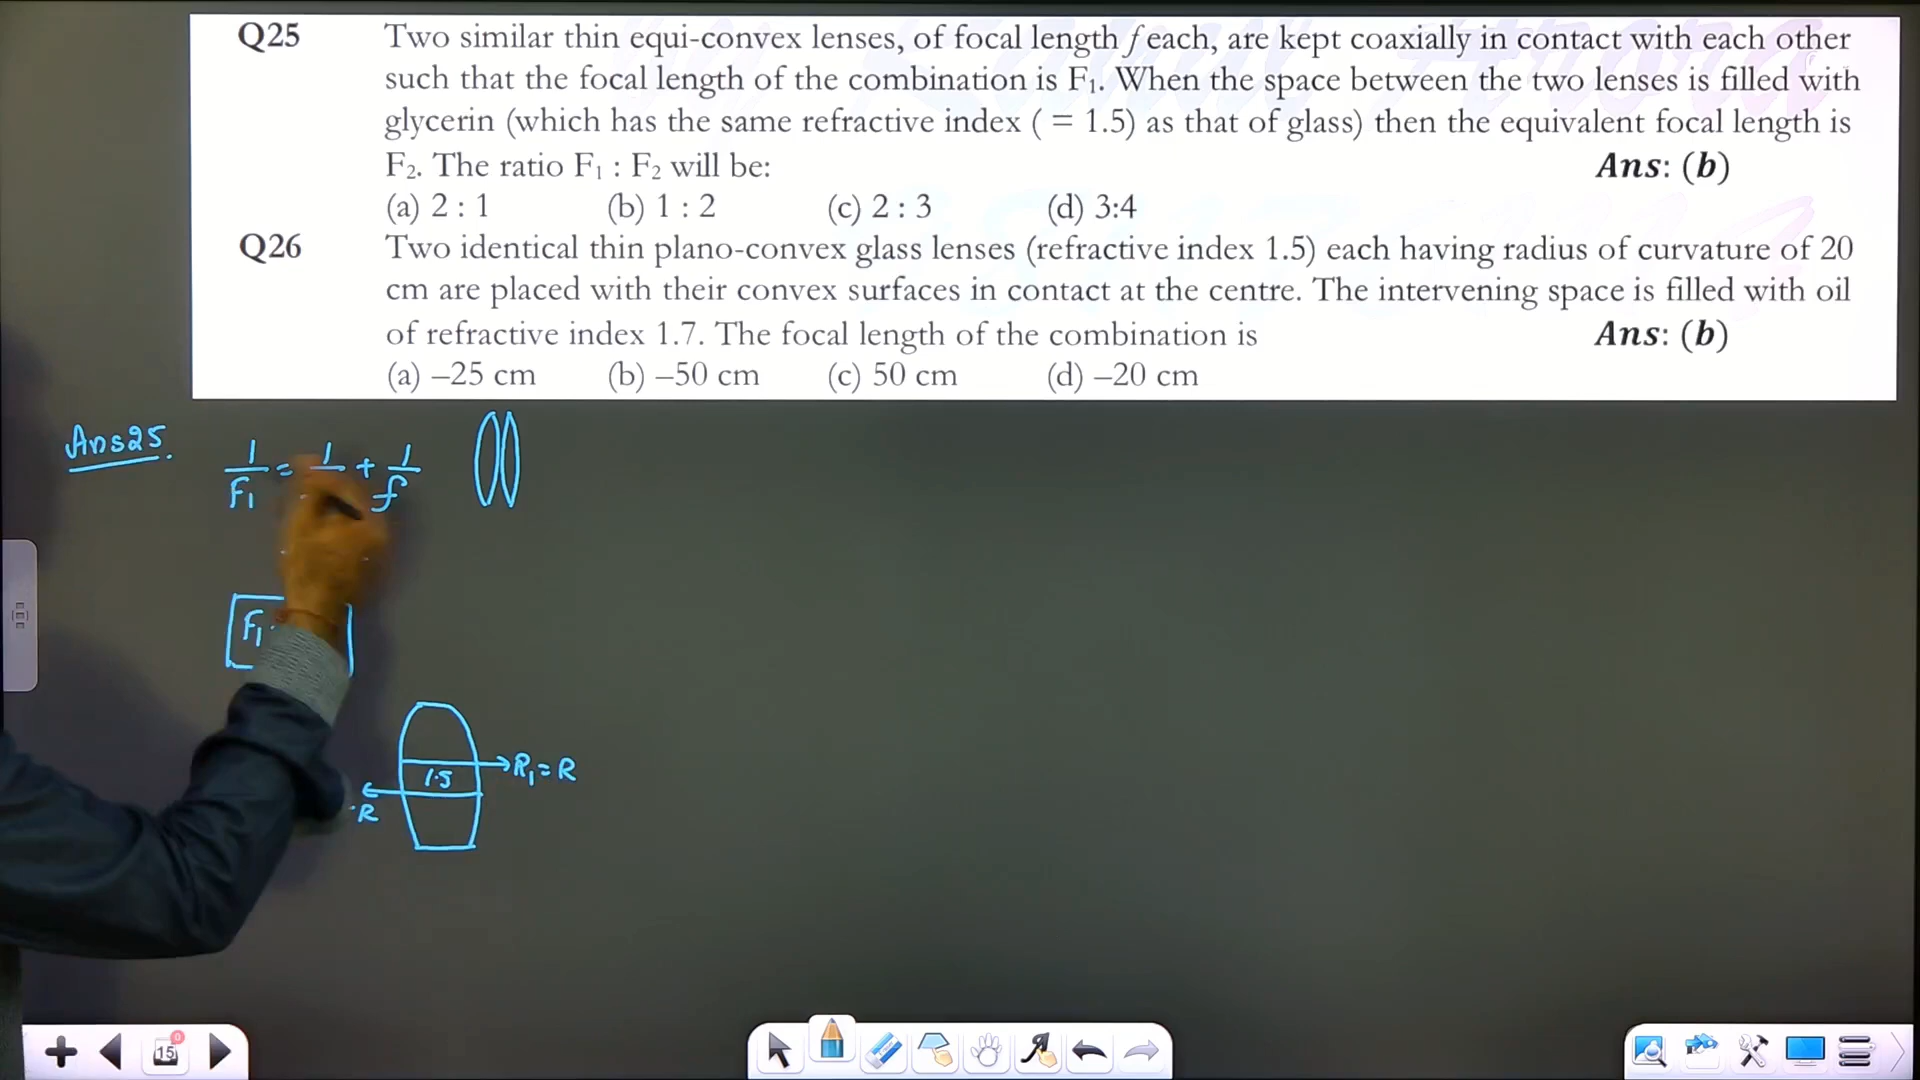 Q25 Two similar thin equi-convex lenses, of focal length f each, are kept coaxially in contact with each other
such that the focal length of the combination is F₁. When the space between the two lenses is filled with
glycerin (which has the same refractive index ( = 1.5) as that of glass) then the equivalent focal length is
F₂. The ratio F₁ : F₂ will be: Ans: (b)
(a) 2 : 1 (b) 1 : 2 (c) 2 : 3 (d) 3:4
Q26 Two identical thin plano-convex glass lenses (refractive index 1.5) each having radius of curvature of 20
cm are placed with their convex surfaces in contact at the centre. The intervening space is filled with oil
of refractive index 1.7. The focal length of the combination is Ans: (b)
(a) –25 cm (b) –50 cm (c) 50 cm (d) –20 cm
Ans25.
1/F₁ = 1/ + 1/f
F₁
R₁ = R
1.5
R
15
0